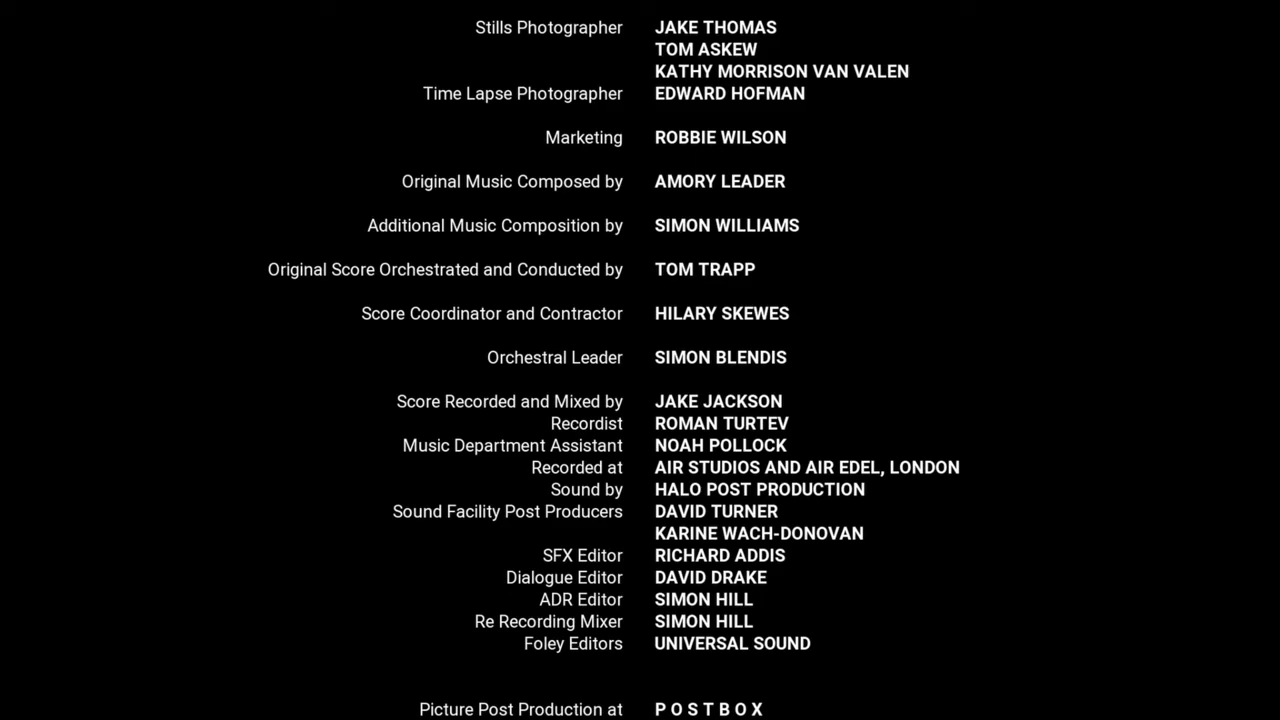 Stills Photographer JAKE THOMAS
TOM ASKEW
KATHY MORRISON VAN VALEN
Time Lapse Photographer EDWARD HOFMAN
Marketing ROBBIE WILSON
Original Music Composed by AMORY LEADER
Additional Music Composition by SIMON WILLIAMS
Original Score Orchestrated and Conducted by TOM TRAPP
Score Coordinator and Contractor HILARY SKEWES
Orchestral Leader SIMON BLENDIS
Score Recorded and Mixed by JAKE JACKSON
Recordist ROMAN TURTEV
Music Department Assistant NOAH POLLOCK
Recorded at AIR STUDIOS AND AIR EDEL, LONDON
Sound by HALO POST PRODUCTION
Sound Facility Post Producers DAVID TURNER
KARINE WACH-DONOVAN
SFX Editor RICHARD ADDIS
Dialogue Editor DAVID DRAKE
ADR Editor SIMON HILL
Re Recording Mixer SIMON HILL
Foley Editors UNIVERSAL SOUND
Picture Post Production at P O S T B O X